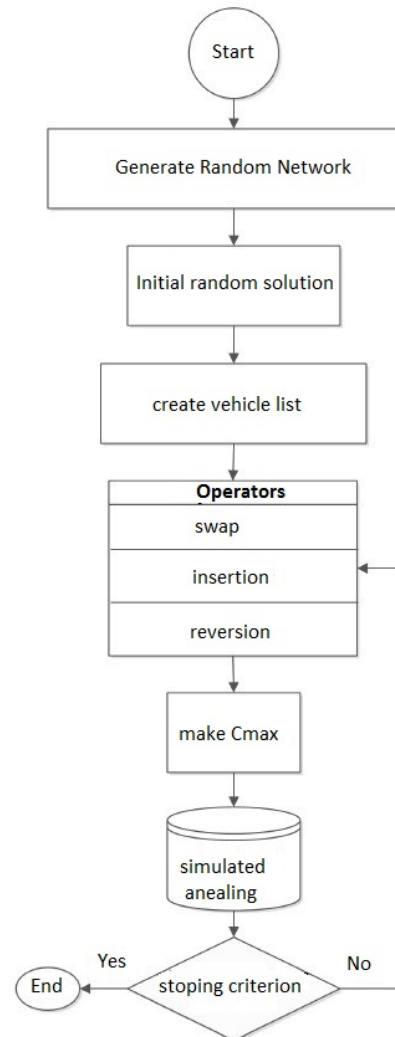 Start
Generate Random Network
Initial random solution
create vehicle list
Operators
swap
insertion
reversion
make Cmax
simulated
anealing
Yes
No
End
stoping criterion